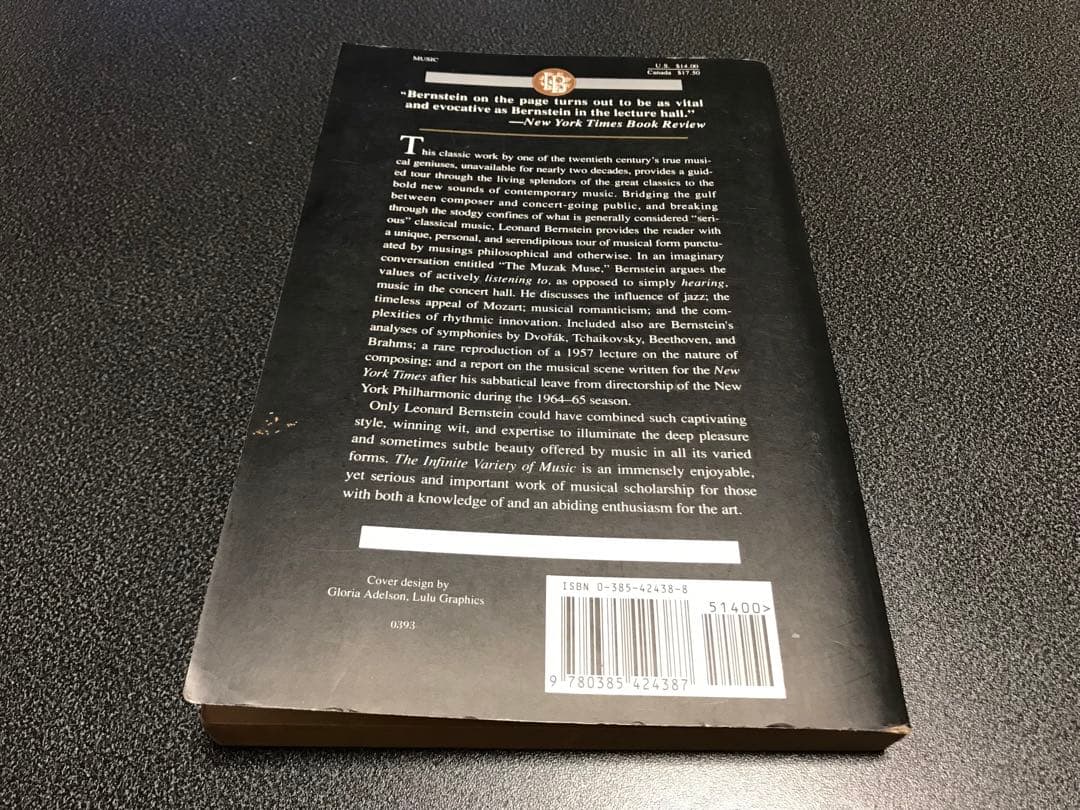 MUSIC
U.S. $14.00
Canada $17.50
"Bernstein on the page turns out to be as vital
and evocative as Bernstein in the lecture hall."
—New York Times Book Review
This classic work by one of the twentieth century's true musi-
cal geniuses, unavailable for nearly two decades, provides a guid-
ed tour through the living splendors of the great classics to the
bold new sounds of contemporary music. Bridging the gulf
between composer and concert-going public, and breaking
through the stodgy confines of what is generally considered "seri-
ous" classical music, Leonard Bernstein provides the reader with
a unique, personal, and serendipitous tour of musical form punctu-
ated by musings philosophical and otherwise. In an imaginary
conversation entitled "The Muzak Muse," Bernstein argues the
values of actively listening to, as opposed to simply hearing,
music in the concert hall. He discusses the influence of jazz; the
timeless appeal of Mozart; musical romanticism; and the com-
plexities of rhythmic innovation. Included also are Bernstein's
analyses of symphonies by Dvořák, Tchaikovsky, Beethoven, and
Brahms; a rare reproduction of a 1957 lecture on the nature of
composing; and a report on the musical scene written for the New
York Times after his sabbatical leave from directorship of the New
York Philharmonic during the 1964–65 season.
Only Leonard Bernstein could have combined such captivating
style, winning wit, and expertise to illuminate the deep pleasure
and sometimes subtle beauty offered by music in all its varied
forms. The Infinite Variety of Music is an immensely enjoyable,
yet serious and important work of musical scholarship for those
with both a knowledge of and an abiding enthusiasm for the art.
Cover design by
Gloria Adelson, Lulu Graphics
0393
ISBN 0-385-42438-8
51400>
9 780385 424387